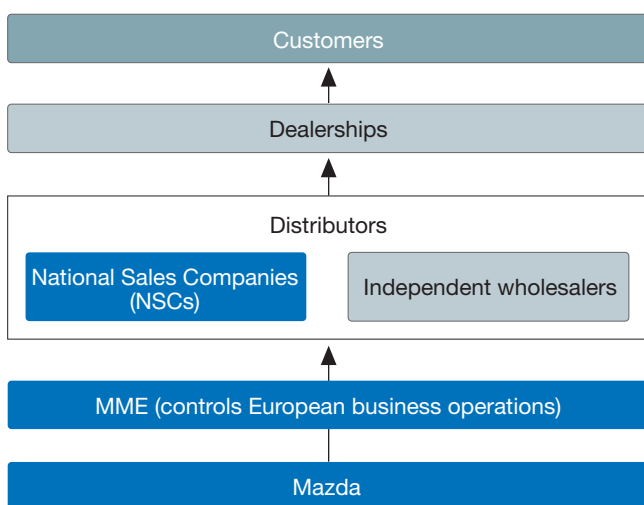 Customers
Dealerships
Distributors
National Sales Companies
(NSCs)
Independent wholesalers
MME (controls European business operations)
Mazda